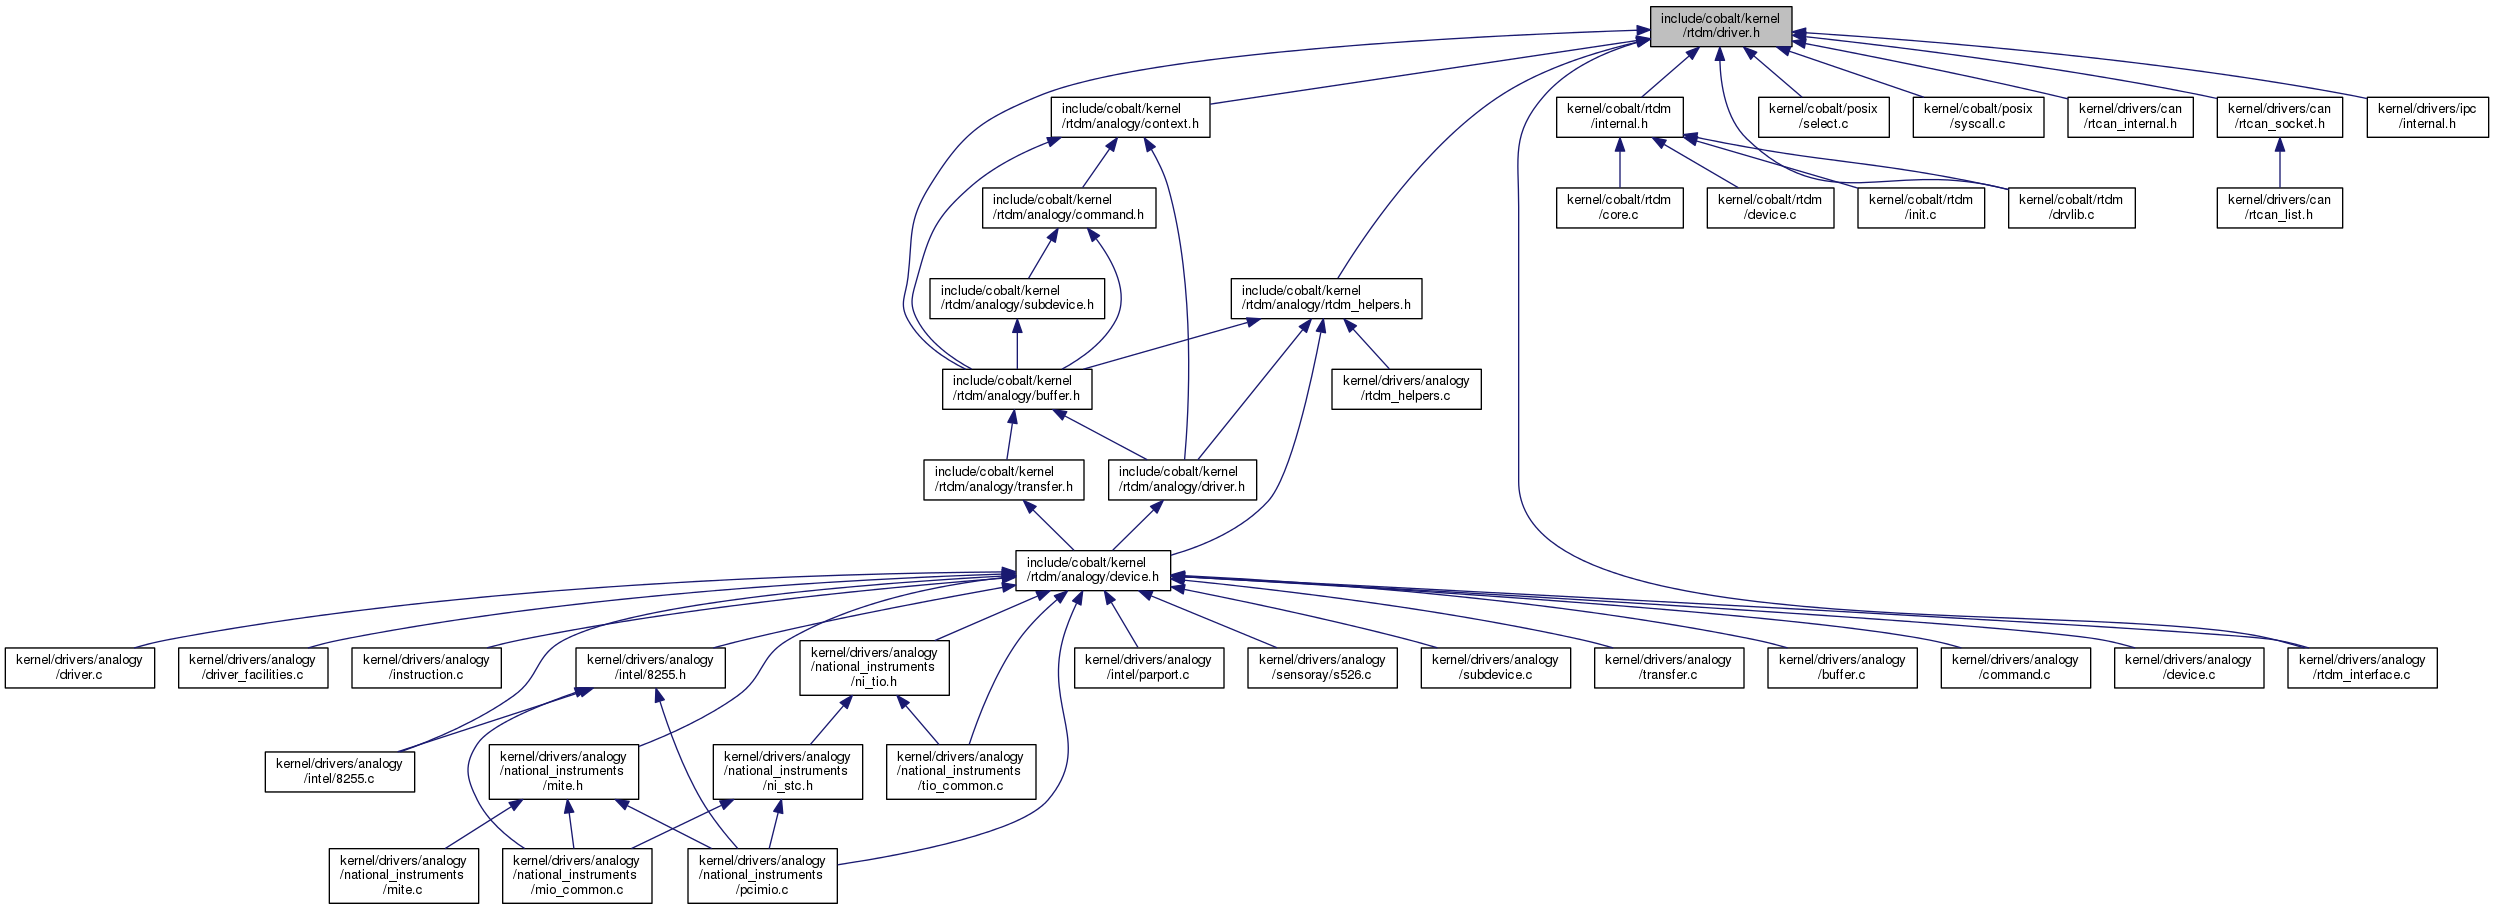 include/cobalt/kernel
/rtdm/driver.h
include/cobalt/kernel
/rtdm/analogy/context.h
kernel/cobalt/rtdm
/internal.h
kernel/cobalt/posix
/select.c
kernel/cobalt/posix
/syscall.c
kernel/drivers/can
/rtcan_internal.h
kernel/drivers/can
/rtcan_socket.h
kernel/drivers/ipc
/internal.h
include/cobalt/kernel
/rtdm/analogy/command.h
kernel/cobalt/rtdm
/core.c
kernel/cobalt/rtdm
/device.c
kernel/cobalt/rtdm
/init.c
kernel/cobalt/rtdm
/drvlib.c
kernel/drivers/can
/rtcan_list.h
include/cobalt/kernel
/rtdm/analogy/subdevice.h
include/cobalt/kernel
/rtdm/analogy/rtdm_helpers.h
include/cobalt/kernel
/rtdm/analogy/buffer.h
kernel/drivers/analogy
/rtdm_helpers.c
include/cobalt/kernel
/rtdm/analogy/transfer.h
include/cobalt/kernel
/rtdm/analogy/driver.h
include/cobalt/kernel
/rtdm/analogy/device.h
kernel/drivers/analogy
/driver.c
kernel/drivers/analogy
/driver_facilities.c
kernel/drivers/analogy
/instruction.c
kernel/drivers/analogy
/intel/8255.h
kernel/drivers/analogy
/national_instruments
/ni_tio.h
kernel/drivers/analogy
/intel/parport.c
kernel/drivers/analogy
/sensoray/s526.c
kernel/drivers/analogy
/subdevice.c
kernel/drivers/analogy
/transfer.c
kernel/drivers/analogy
/buffer.c
kernel/drivers/analogy
/command.c
kernel/drivers/analogy
/device.c
kernel/drivers/analogy
/rtdm_interface.c
kernel/drivers/analogy
/intel/8255.c
kernel/drivers/analogy
/national_instruments
/mite.h
kernel/drivers/analogy
/national_instruments
/ni_stc.h
kernel/drivers/analogy
/national_instruments
/tio_common.c
kernel/drivers/analogy
/national_instruments
/mite.c
kernel/drivers/analogy
/national_instruments
/mio_common.c
kernel/drivers/analogy
/national_instruments
/pcimio.c